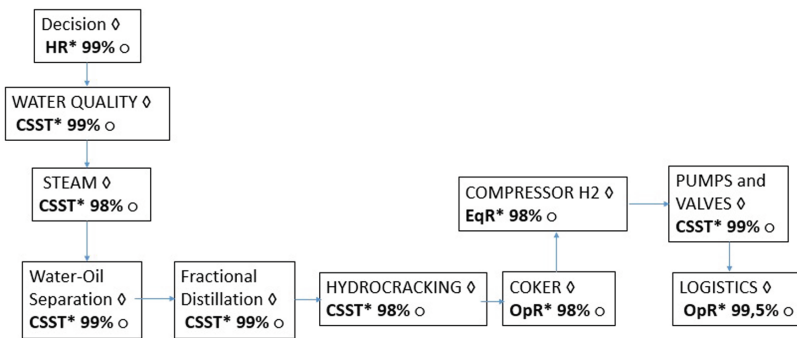 Decision ◊
HR* 99% ○
WATER QUALITY ◊
CSST* 99% ○
STEAM ◊
CSST* 98% ○
Water-Oil
Separation ◊
CSST* 99% ○
Fractional
Distillation ◊
CSST* 99% ○
HYDROCRACKING ◊
CSST* 98% ○
COKER ◊
OpR* 98% ○
COMPRESSOR H2 ◊
EqR* 98% ○
PUMPS and
VALVES ◊
CSST* 99% ○
LOGISTICS ◊
OpR* 99,5% ○